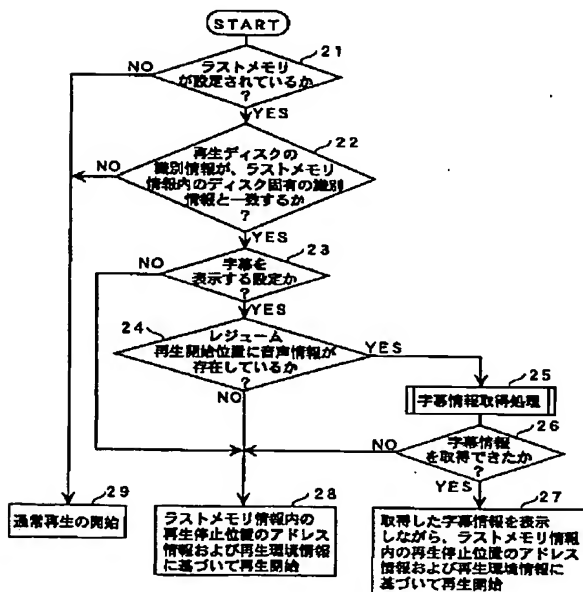 START
21
ラストメモリ
が設定されているか
?
NO
YES
22
再生ディスクの
識別情報が、ラストメモリ
情報内のディスク固有の識別
情報と一致するか
?
NO
YES
23
字幕を
表示する設定か
?
NO
YES
24
レジューム
再生開始位置に音声情報が
存在しているか
?
YES
NO
25
字幕情報取得処理
26
字幕情報
を取得できたか
?
NO
YES
29
通常再生の開始
28
ラストメモリ情報内の
再生停止位置のアドレス
情報および再生環境情報
に基づいて再生開始
27
取得した字幕情報を表示
しながら、ラストメモリ情報
内の再生停止位置のアドレス
情報および再生環境情報に
基づいて再生開始